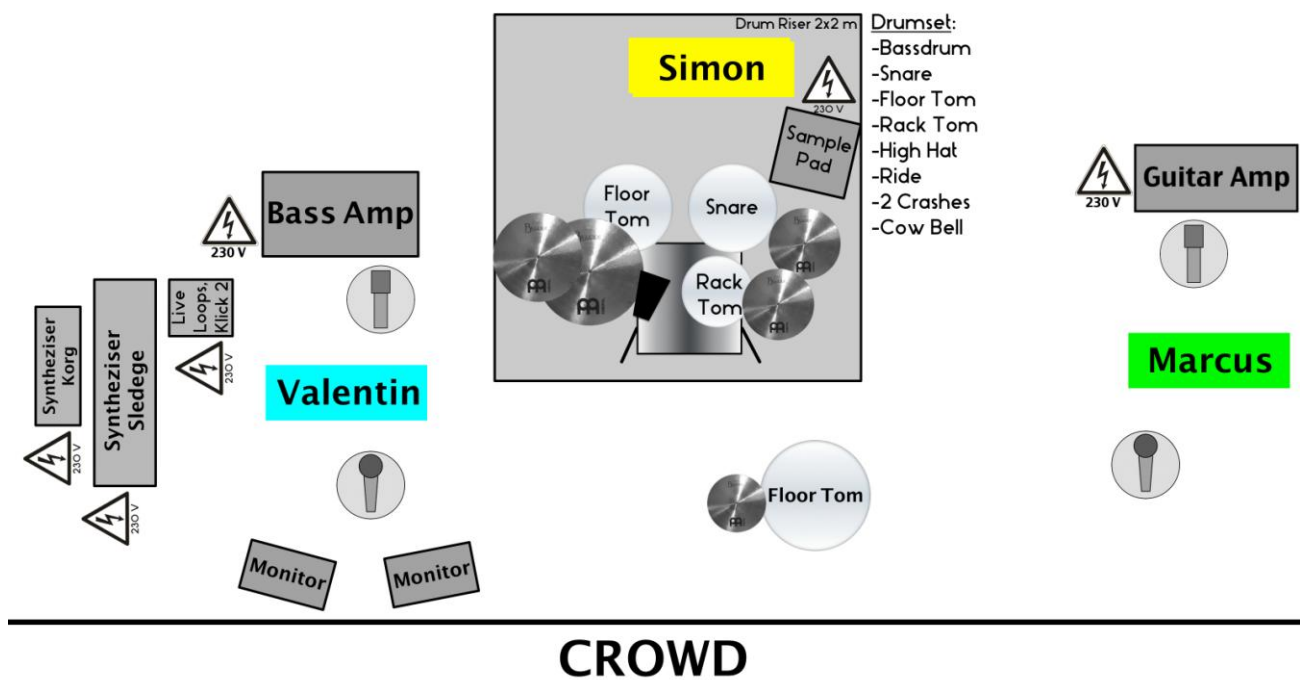 Drum Riser 2x2 m
Simon
230 V
Sample
Pad
Floor
Tom
Snare
Rack
Tom
Drumset:
-Bassdrum
-Snare
-Floor Tom
-Rack Tom
-High Hat
-Ride
-2 Crashes
-Cow Bell
230 V
Guitar Amp
230 V
Bass Amp
Live
Loops,
Klick 2
230 V
Syntheziser
Korg
230 V
Syntheziser
Sledege
230 V
Valentin
Marcus
Floor Tom
Monitor
Monitor
CROWD